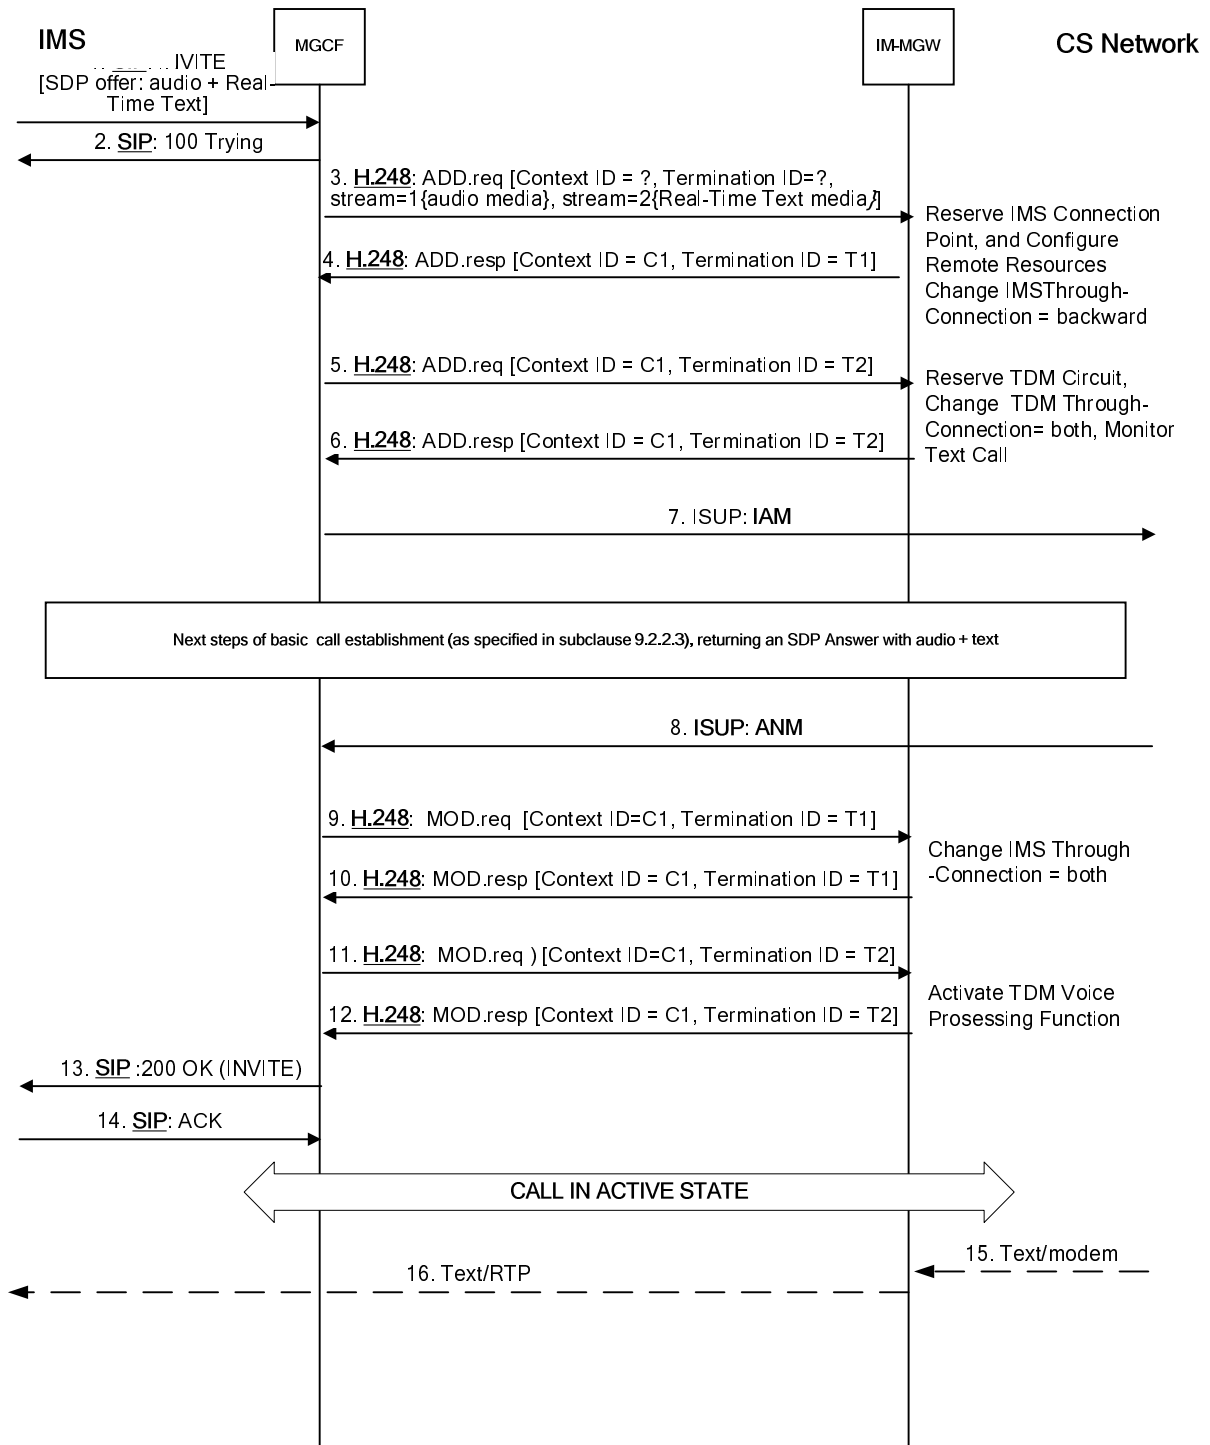 IMS
MGCF
IM-MGW
CS Network
IVITE
[SDP offer: audio + Real-
Time Text]
2. SIP: 100 Trying
3. H.248: ADD.req [Context ID = ?, Termination ID=?,
stream=1{audio media}, stream=2{Real-Time Text media}]
Reserve IMS Connection
Point, and Configure
Remote Resources
Change IMSThrough-
Connection = backward
4. H.248: ADD.resp [Context ID = C1, Termination ID = T1]
5. H.248: ADD.req [Context ID = C1, Termination ID = T2]
Reserve TDM Circuit,
Change TDM Through-
Connection= both, Monitor
Text Call
6. H.248: ADD.resp [Context ID = C1, Termination ID = T2]
7. ISUP: IAM
Next steps of basic call establishment (as specified in subclause 9.2.2.3), returning an SDP Answer with audio + text
8. ISUP: ANM
9. H.248: MOD.req [Context ID=C1, Termination ID = T1]
Change IMS Through
-Connection = both
10. H.248: MOD.resp [Context ID = C1, Termination ID = T1]
11. H.248: MOD.req ) [Context ID=C1, Termination ID = T2]
Activate TDM Voice
Prosessing Function
12. H.248: MOD.resp [Context ID = C1, Termination ID = T2]
13. SIP :200 OK (INVITE)
14. SIP: ACK
CALL IN ACTIVE STATE
15. Text/modem
16. Text/RTP